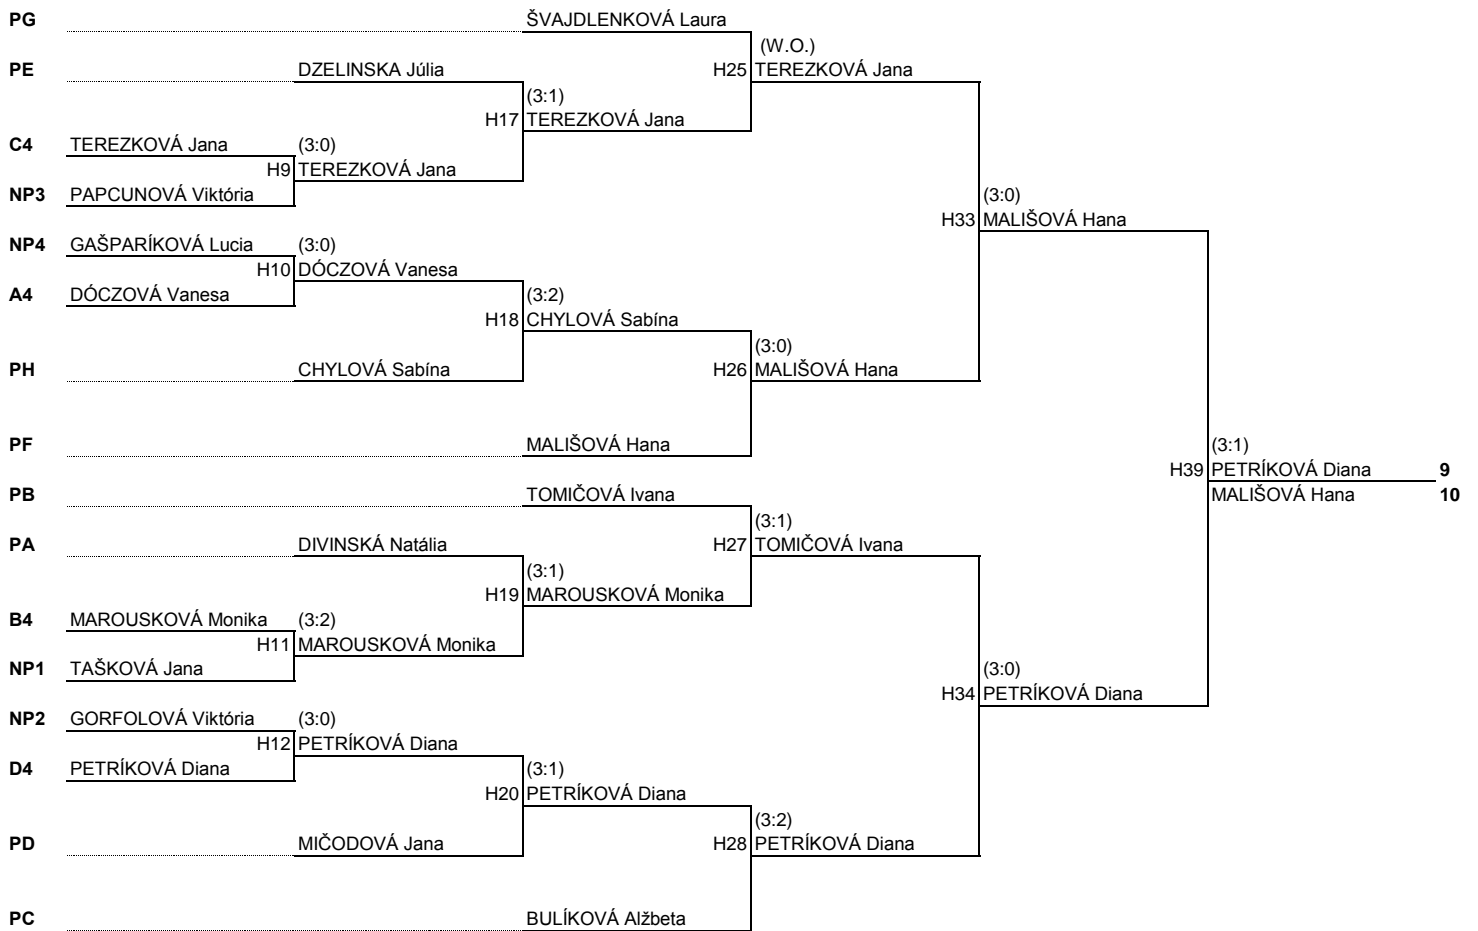 PG ŠVAJDLENKOVÁ Laura
(W.O.)
PE DZELINSKA Júlia H25 TEREZKOVÁ Jana
(3:1)
H17 TEREZKOVÁ Jana
C4 TEREZKOVÁ Jana (3:0)
H9 TEREZKOVÁ Jana
NP3 PAPCUNOVÁ Viktória (3:0)
H33 MALIŠOVÁ Hana
NP4 GAŠPARÍKOVÁ Lucia (3:0)
H10 DÓCZOVÁ Vanesa
A4 DÓCZOVÁ Vanesa (3:2)
H18 CHYLOVÁ Sabína
(3:0)
PH CHYLOVÁ Sabína H26 MALIŠOVÁ Hana
PF MALIŠOVÁ Hana (3:1)
H39 PETRÍKOVÁ Diana 9
PB TOMIČOVÁ Ivana MALIŠOVÁ Hana 10
(3:1)
PA DIVINSKÁ Natália H27 TOMIČOVÁ Ivana
(3:1)
H19 MAROUSKOVÁ Monika
B4 MAROUSKOVÁ Monika (3:2)
H11 MAROUSKOVÁ Monika
NP1 TAŠKOVÁ Jana (3:0)
H34 PETRÍKOVÁ Diana
NP2 GORFOLOVÁ Viktória (3:0)
H12 PETRÍKOVÁ Diana
D4 PETRÍKOVÁ Diana (3:1)
H20 PETRÍKOVÁ Diana
(3:2)
PD MIČODOVÁ Jana H28 PETRÍKOVÁ Diana
PC BULÍKOVÁ Alžbeta